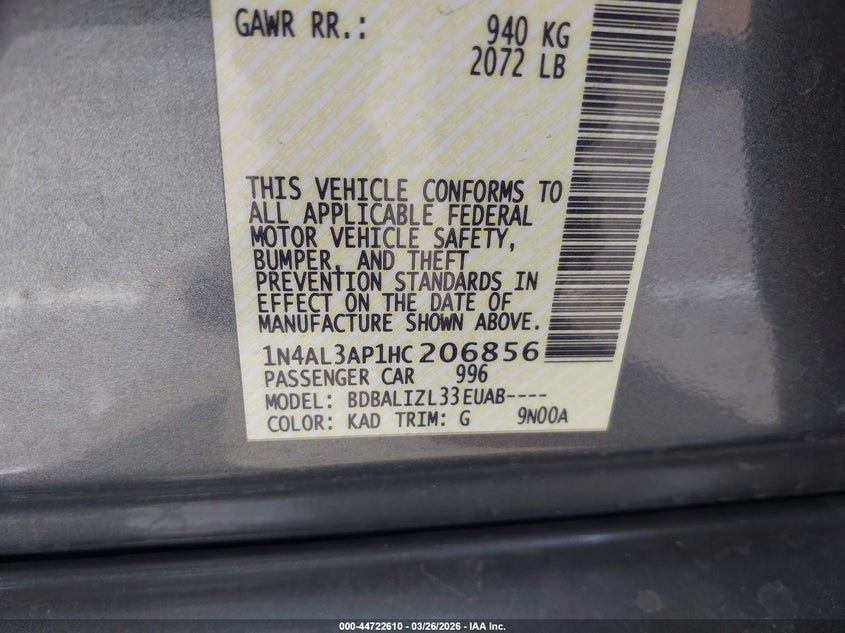 GAWR RR.: 940 KG
2072 LB
THIS VEHICLE CONFORMS TO
ALL APPLICABLE FEDERAL
MOTOR VEHICLE SAFETY,
BUMPER, AND THEFT
PREVENTION STANDARDS IN
EFFECT ON THE DATE OF
MANUFACTURE SHOWN ABOVE.
1N4AL3AP1HC206856
PASSENGER CAR 996
MODEL: BDBALIZL33EUAB----
COLOR: KAD TRIM: G 9N00A
000-44722610 - 03/26/2026 - IAA Inc.